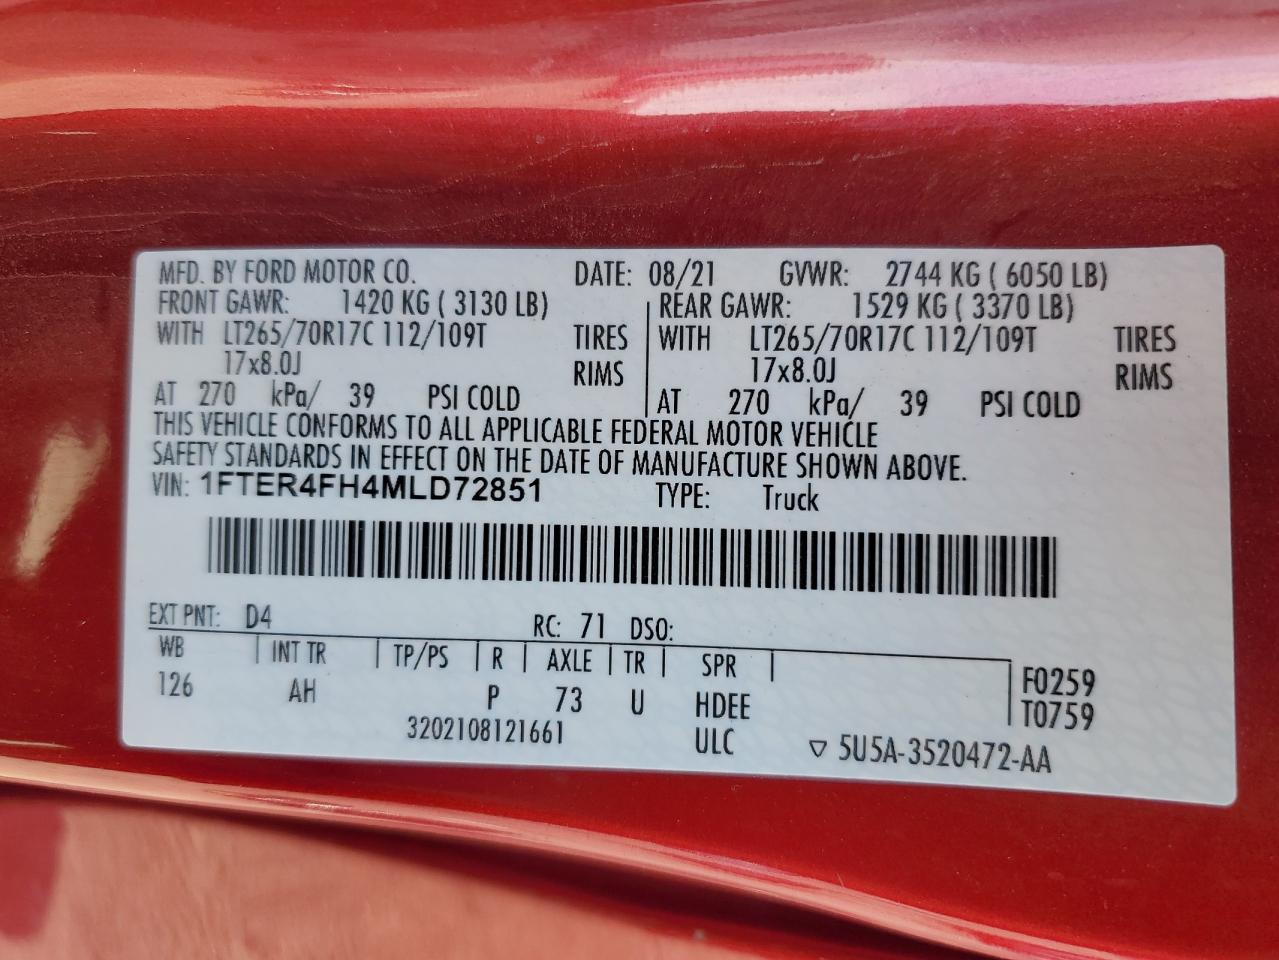 MFD. BY FORD MOTOR CO. DATE: 08/21 GVWR: 2744 KG ( 6050 LB)
FRONT GAWR: 1420 KG ( 3130 LB) REAR GAWR: 1529 KG ( 3370 LB)
WITH LT265/70R17C 112/109T TIRES WITH LT265/70R17C 112/109T TIRES
17x8.0J RIMS 17x8.0J RIMS
AT 270 kPa/ 39 PSI COLD AT 270 kPa/ 39 PSI COLD
THIS VEHICLE CONFORMS TO ALL APPLICABLE FEDERAL MOTOR VEHICLE
SAFETY STANDARDS IN EFFECT ON THE DATE OF MANUFACTURE SHOWN ABOVE.
VIN: 1FTER4FH4MLD72851 TYPE: Truck
EXT PNT: D4 RC: 71 DSO:
WB | INT TR | TP/PS | R | AXLE | TR | SPR | F0259
126 AH P 73 U HDEE T0759
3202108121661 ULC ▽ 5U5A-3520472-AA